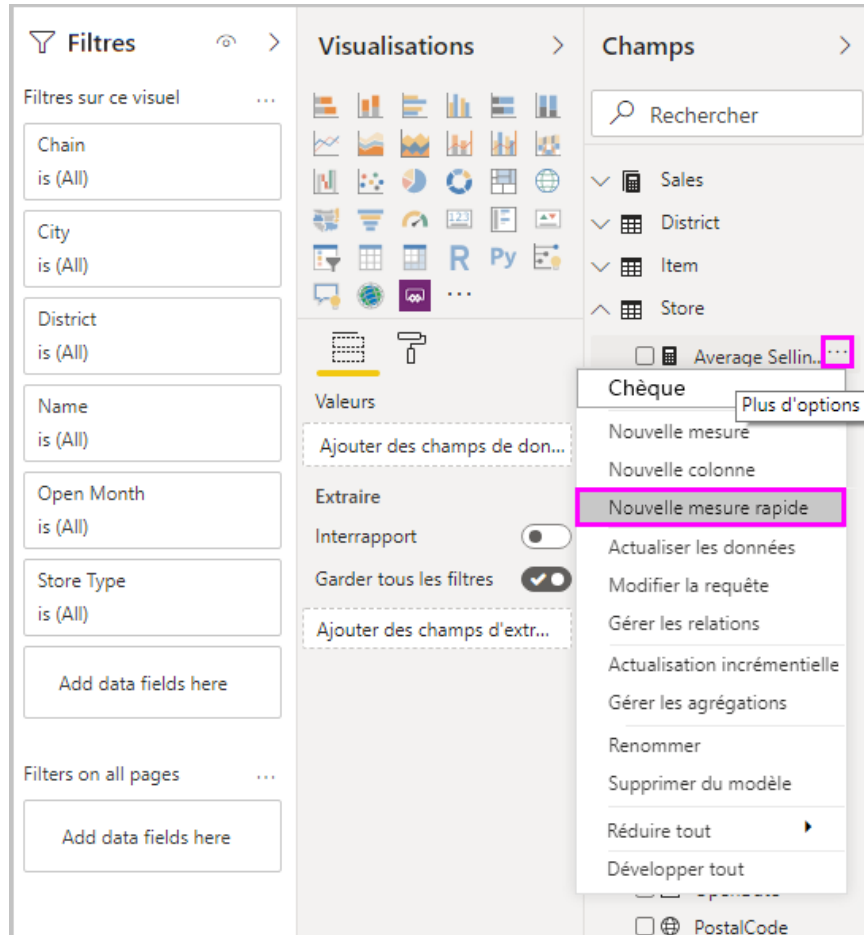 Filtres
Filtres sur ce visuel
Chain
is (All)
City
is (All)
District
is (All)
Name
is (All)
Open Month
is (All)
Store Type
is (All)
Add data fields here
Filters on all pages
Add data fields here
Visualisations
123
R
Py
Valeurs
Ajouter des champs de don...
Extraire
Interrapport
Garder tous les filtres
Ajouter des champs d'extr...
Champs
Rechercher
Sales
District
Item
Store
Average Sellin...
Plus d'options
Chèque
Nouvelle mesure
Nouvelle colonne
Nouvelle mesure rapide
Actualiser les données
Modifier la requête
Gérer les relations
Actualisation incrémentielle
Gérer les agrégations
Renommer
Supprimer du modèle
Réduire tout
Développer tout
PostalCode